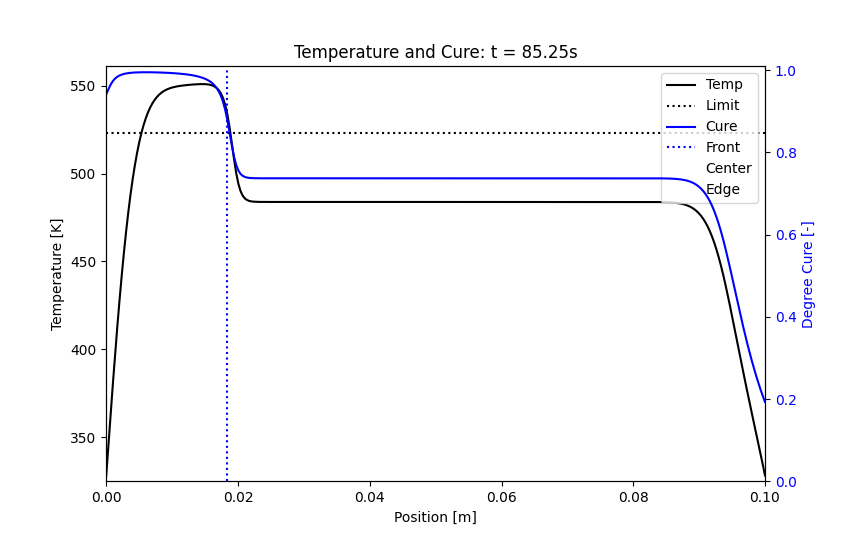 Temperature and Cure: t = 85.25s
Temp
Limit
Cure
Front
Center
Edge
550
500
450
400
350
Temperature [K]
1.0
0.8
0.6
0.4
0.2
0.0
Degree Cure [-]
0.00 0.02 0.04 0.06 0.08 0.10
Position [m]